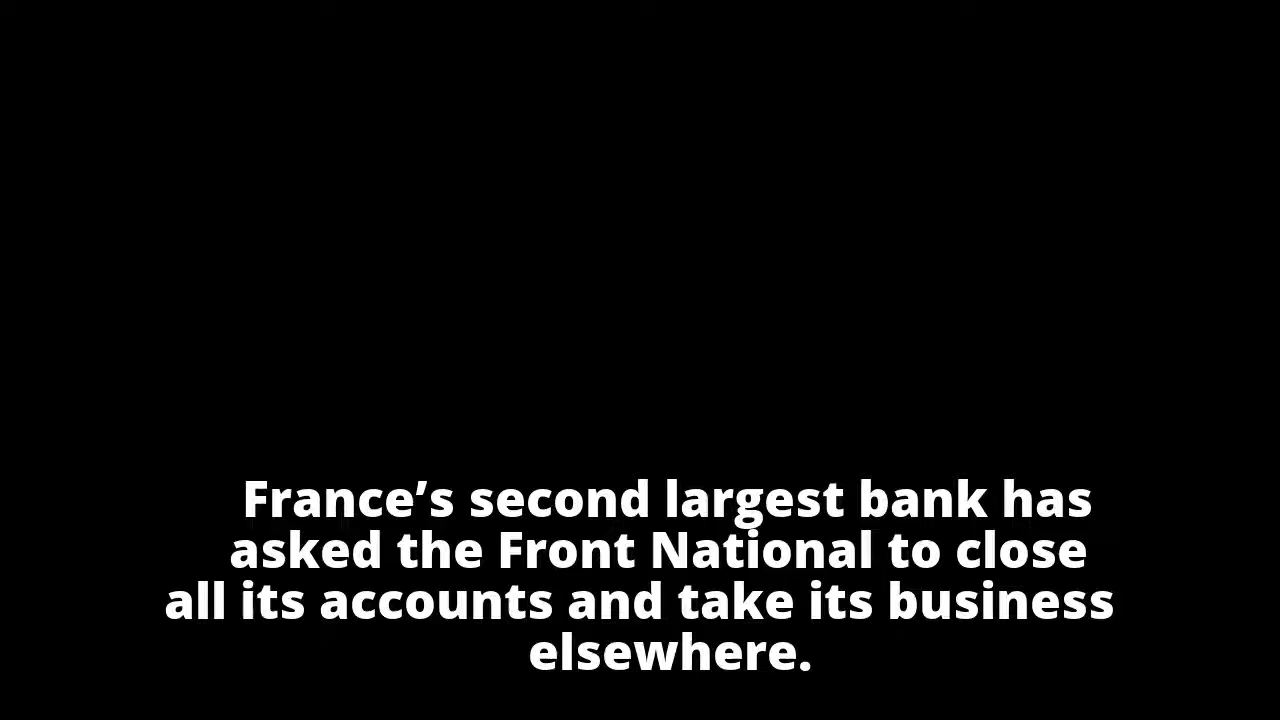 France’s second largest bank has
asked the Front National to close
all its accounts and take its business
elsewhere.